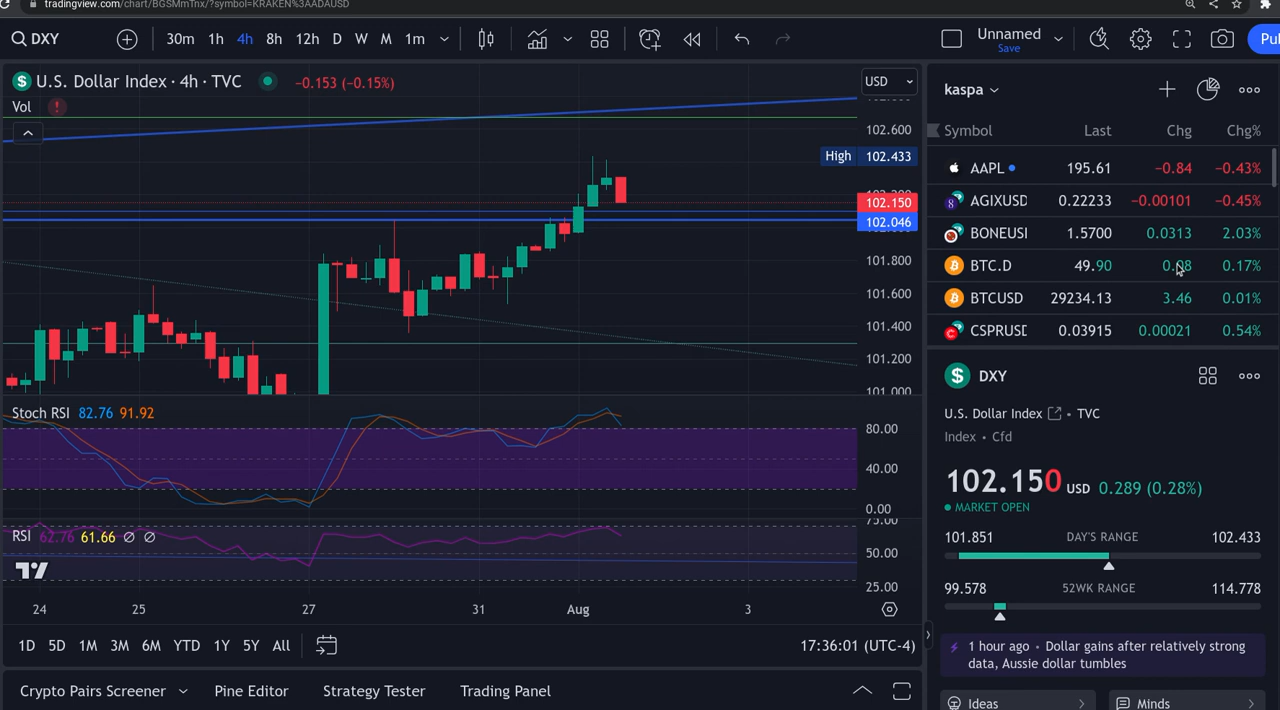 tradingview.com/chart/BGSMmTnx/?symbol=KRAKEN%3AADAUSD
DXY 30m 1h 4h 8h 12h D W M 1m Unnamed
Save
U.S. Dollar Index · 4h · TVC −0.153 (−0.15%) USD
Vol !
102.600
High 102.433
102.150
102.046
101.800
101.600
101.400
101.200
101.000
Stoch RSI 82.76 91.92
80.00
40.00
0.00
75.00
RSI 62.76 61.66 ∅ ∅
50.00
25.00
24 25 27 31 Aug 3
1D 5D 1M 3M 6M YTD 1Y 5Y All 17:36:01 (UTC-4)
Crypto Pairs Screener Pine Editor Strategy Tester Trading Panel
kaspa
Symbol Last Chg Chg%
AAPL 195.61 −0.84 −0.43%
AGIXUSD 0.22233 −0.00101 −0.45%
BONEUSI 1.5700 0.0313 2.03%
BTC.D 49.90 0.17%
BTCUSD 29234.13 3.46 0.01%
CSPRUSD 0.03915 0.00021 0.54%
$ DXY
U.S. Dollar Index • TVC
Index • Cfd
102.150 USD 0.289 (0.28%)
MARKET OPEN
101.851 DAY'S RANGE 102.433
99.578 52WK RANGE 114.778
1 hour ago • Dollar gains after relatively strong
data, Aussie dollar tumbles
Ideas Minds